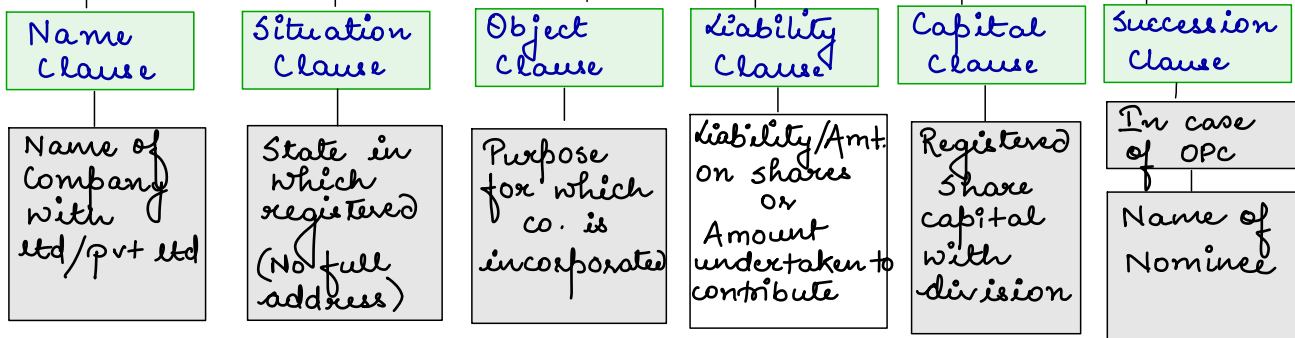 Name
Clause
Situation
Clause
Object
Clause
Liability
Clause
Capital
Clause
Succession
Clause
Name of
Company
with
ltd/pvt ltd
State in
which
registered
(No full
address)
Purpose
for which
co. is
incorporated
Liability/Amt.
on shares
or
Amount
undertaken to
contribute
Registered
share
capital
with
division
In case
of OPC
Name of
Nominee